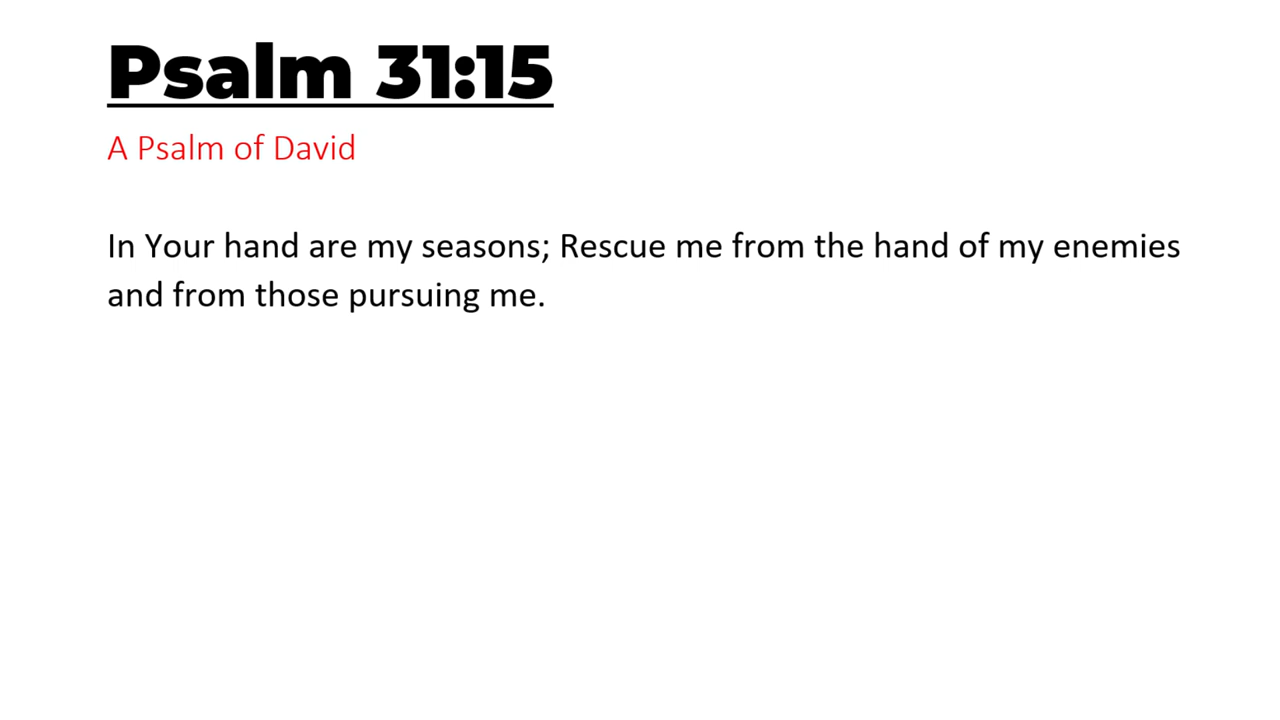 Psalm 31:15
A Psalm of David
In Your hand are my seasons; Rescue me from the hand of my enemies
and from those pursuing me.